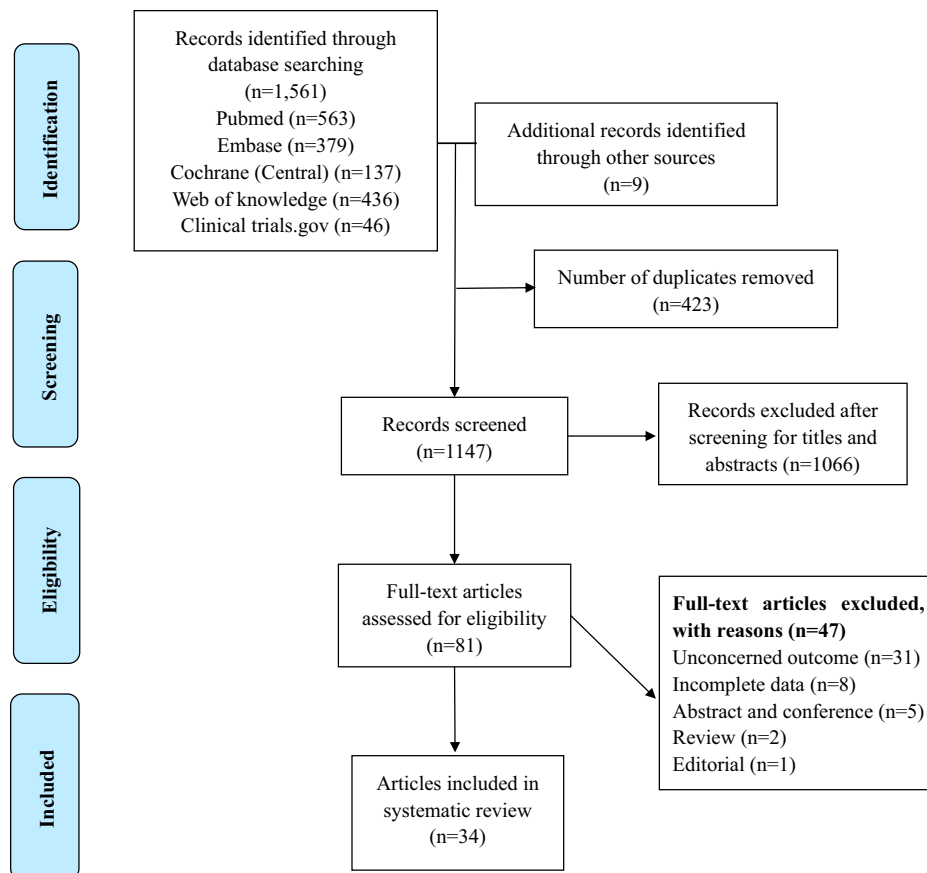 Identification
Records identified through
database searching
(n=1,561)
Pubmed (n=563)
Embase (n=379)
Cochrane (Central) (n=137)
Web of knowledge (n=436)
Clinical trials.gov (n=46)
Additional records identified
through other sources
(n=9)
Screening
Number of duplicates removed
(n=423)
Records screened
(n=1147)
Records excluded after
screening for titles and
abstracts (n=1066)
Eligibility
Full-text articles
assessed for eligibility
(n=81)
Full-text articles excluded,
with reasons (n=47)
Unconcerned outcome (n=31)
Incomplete data (n=8)
Abstract and conference (n=5)
Review (n=2)
Editorial (n=1)
Included
Articles included in
systematic review
(n=34)